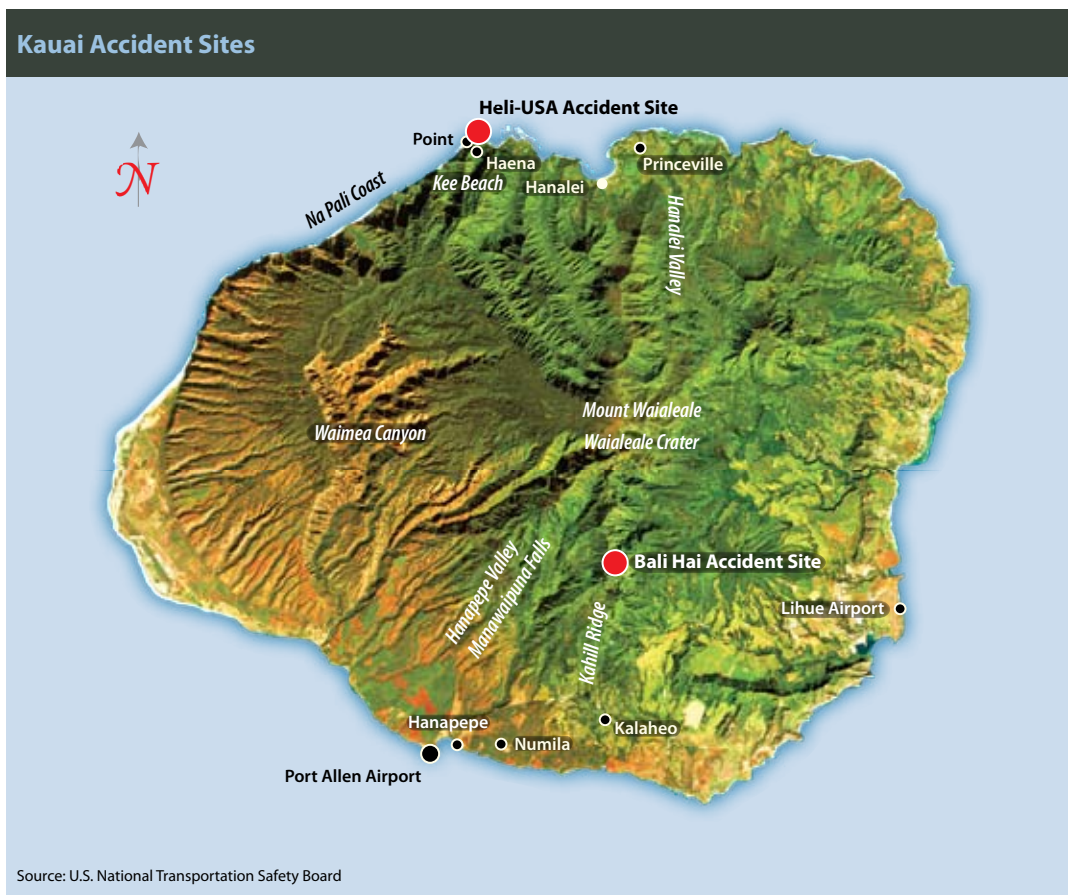 Kauai Accident Sites
Heli-USA Accident Site
Point
N
Haena
Princeville
Kee Beach
Hanalei
Na Pali Coast
Hanalei Valley
Mount Waialeale
Waimea Canyon
Waialeale Crater
Hanapepe Valley
Manawaipuna Falls
Bali Hai Accident Site
Lihue Airport
Kahili Ridge
Hanapepe
Kalaheo
Numila
Port Allen Airport
Source: U.S. National Transportation Safety Board